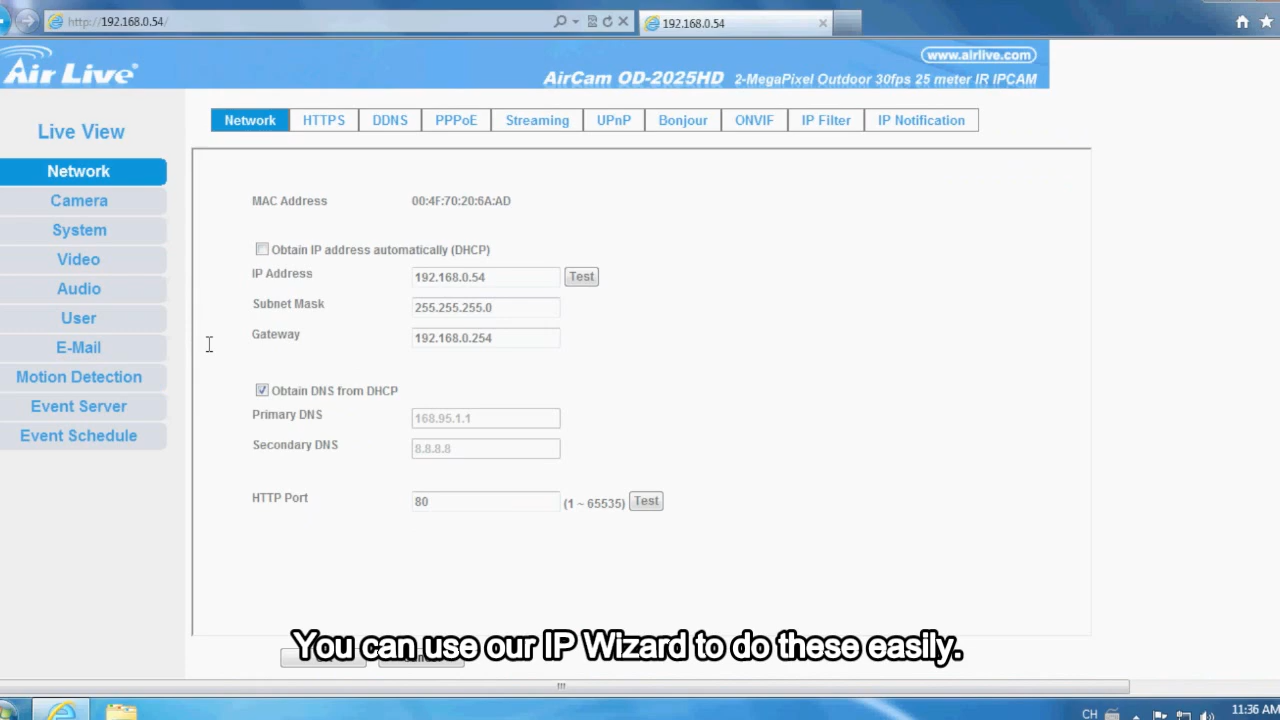 http://192.168.0.54/
192.168.0.54
Air Live®
www.airlive.com
AirCam OD-2025HD 2-MegaPixel Outdoor 30fps 25 meter IR IPCAM
Live View
Network
Camera
System
Video
Audio
User
E-Mail
Motion Detection
Event Server
Event Schedule
Network HTTPS DDNS PPPoE Streaming UPnP Bonjour ONVIF IP Filter IP Notification
MAC Address 00:4F:70:20:6A:AD
Obtain IP address automatically (DHCP)
IP Address 192.168.0.54 Test
Subnet Mask 255.255.255.0
Gateway 192.168.0.254
Obtain DNS from DHCP
Primary DNS 168.95.1.1
Secondary DNS 8.8.8.8
HTTP Port 80 (1 ~ 65535) Test
You can use our IP Wizard to do these easily.
CH 11:36 AM